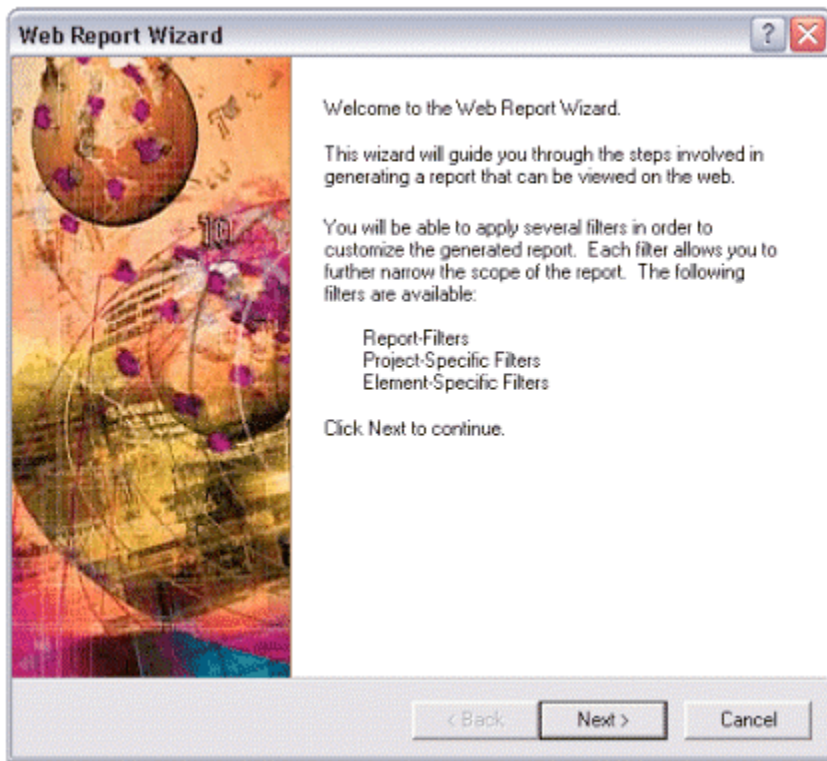 Web Report Wizard
Welcome to the Web Report Wizard.
This wizard will guide you through the steps involved in
generating a report that can be viewed on the web.
You will be able to apply several filters in order to
customize the generated report. Each filter allows you to
further narrow the scope of the report. The following
filters are available:
Report-Filters
Project-Specific Filters
Element-Specific Filters
Click Next to continue.
< Back
Next >
Cancel